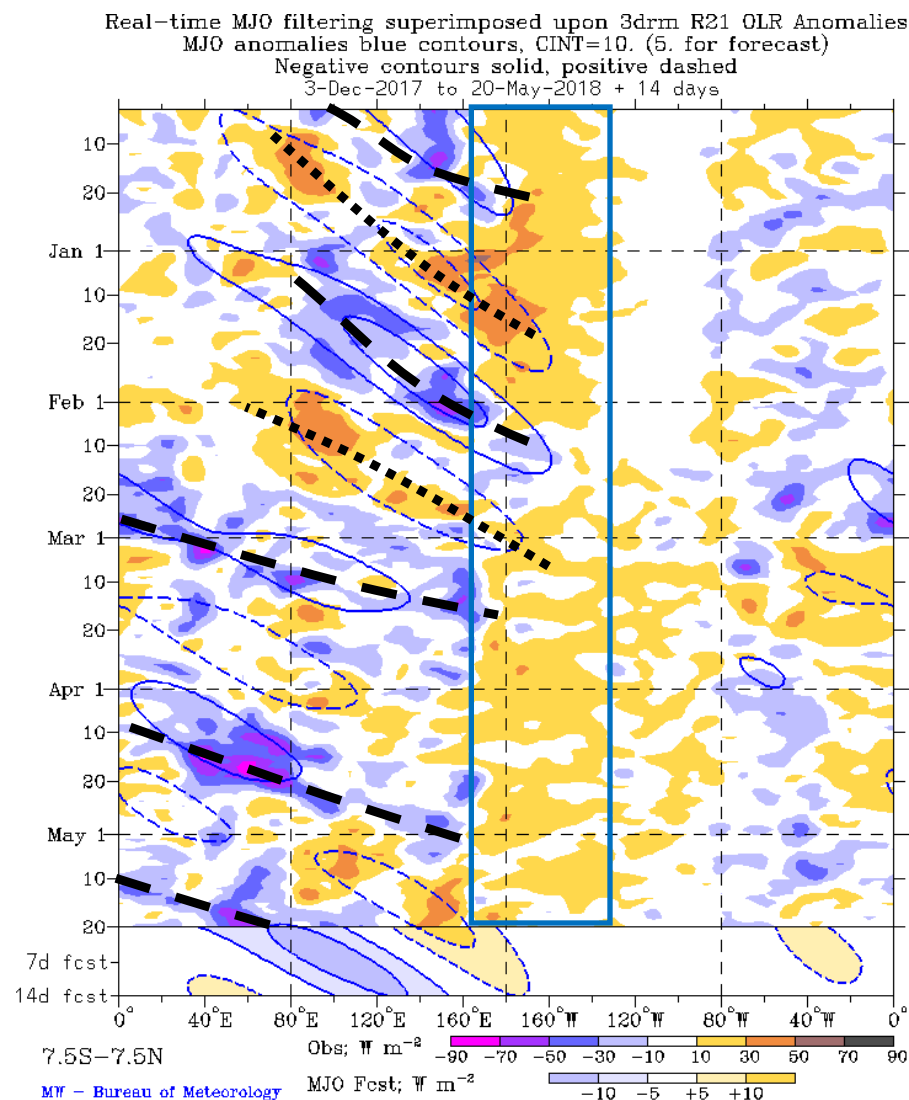 Real-time MJO filtering superimposed upon 3drm R21 OLR Anomalies
MJO anomalies blue contours, CINT=10. (5. for forecast)
Negative contours solid, positive dashed
3-Dec-2017 to 20-May-2018 + 14 days
10
20
Jan 1
10
20
Feb 1
10
20
Mar 1
10
20
Apr 1
10
20
May 1
10
20
7d fcst
14d fcst
0° 40°E 80°E 120°E 160°E 160°W 120°W 80°W 40°W 0°
7.5S-7.5N
Obs; W m⁻²
-90 -70 -50 -30 -10 10 30 50 70 90
MJO Fcst; W m⁻²
-10 -5 +5 +10
MW - Bureau of Meteorology